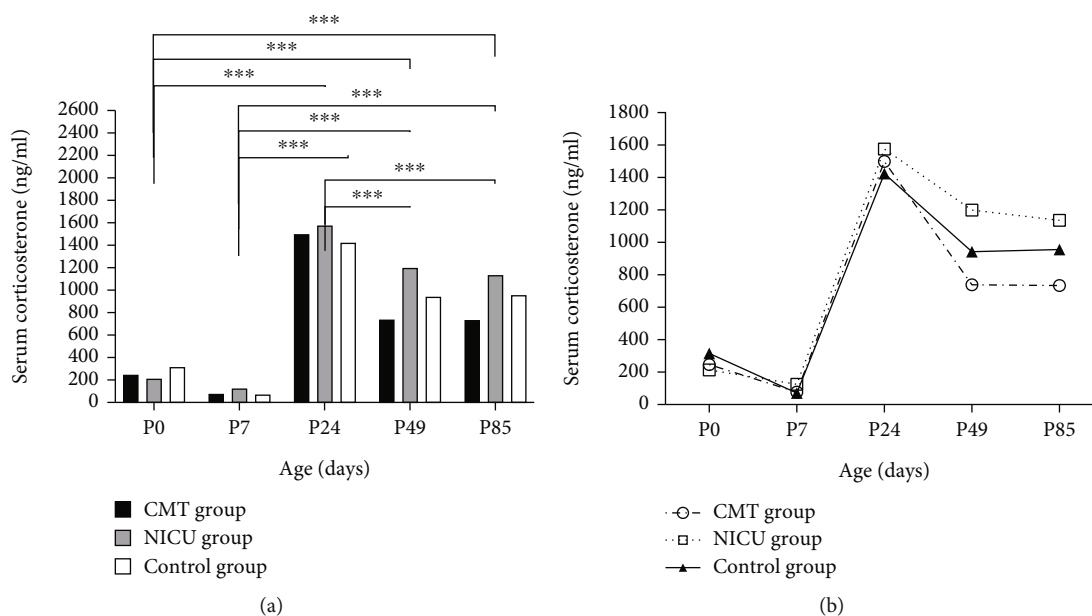 ***
***
***
***
***
***
***
***
2600
2400
2200
2000
1800
1600
1400
1200
1000
800
600
400
200
0
Serum corticosterone (ng/ml)
P0 P7 P24 P49 P85
Age (days)
CMT group
NICU group
Control group
(a)
1800
1600
1400
1200
1000
800
600
400
200
0
Serum corticosterone (ng/ml)
P0 P7 P24 P49 P85
Age (days)
CMT group
NICU group
Control group
(b)